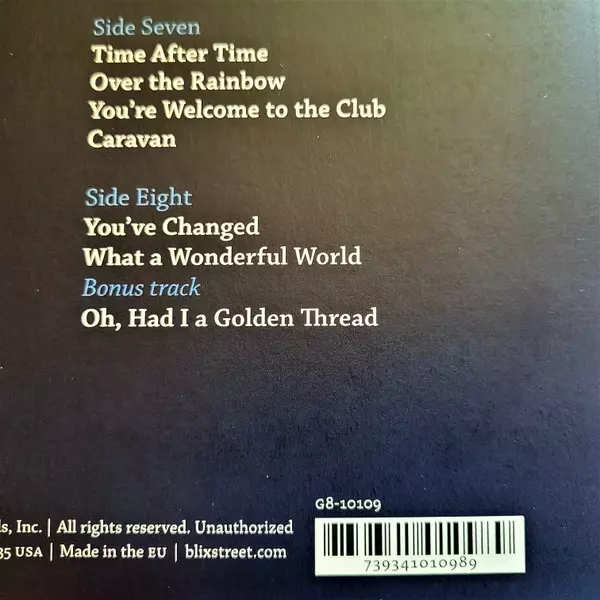 Side Seven
Time After Time
Over the Rainbow
You're Welcome to the Club
Caravan
Side Eight
You've Changed
What a Wonderful World
Bonus track
Oh, Had I a Golden Thread
G8-10109
s, Inc. | All rights reserved. Unauthorized
35 USA | Made in the EU | blixstreet.com
739341010989